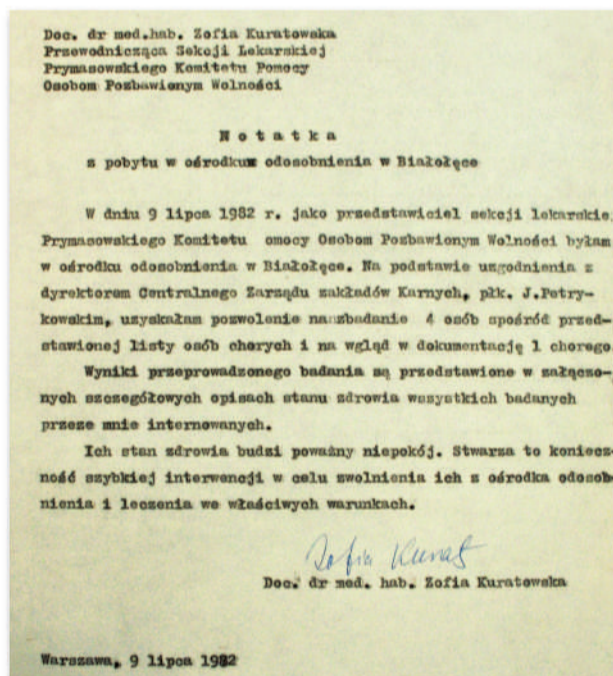 Doc. dr med.hab. Zofia Kuratowska
Przewodnicząca Sekcji Lekarskiej
Prymasowskiego Komitetu Pomocy
Osobom Pozbawionym Wolności
N o t a t k a
z pobytu w ośrodkux odosobnienia w Białołęce
W dniu 9 lipca 1982 r. jako przedstawiciel sekcji lekarskie
Prymasowskiego Komitetu omocy Osobom Pozbawionym Wolności byłam
w ośrodku odosobnienia w Białołęce. Na podstawie uzgodnienia z
dyrektorem Centralnego Zarządu zakładów Karnych, płk. J.Petry-
kowskim, uzyskałam pozwolenie na zbadanie 4 osób spośród przed-
stawionej listy osób chorych i na wgląd w dokumentację 1 chorego
Wyniki przeprowadzonego badania są przedstawione w załączo-
nych szczegółowych opisach stanu zdrowia wszystkich badanych
przeze mnie internowanych.
Ich stan zdrowia budzi poważny niepokój. Stwarza to koniecz-
ność szybkiej interwencji w celu zwolnienia ich z ośrodka odosob-
nienia i leczenia we właściwych warunkach.
Zofia Kurat
Doc. dr med. hab. Zofia Kuratowska
Warszawa, 9 lipca 1982